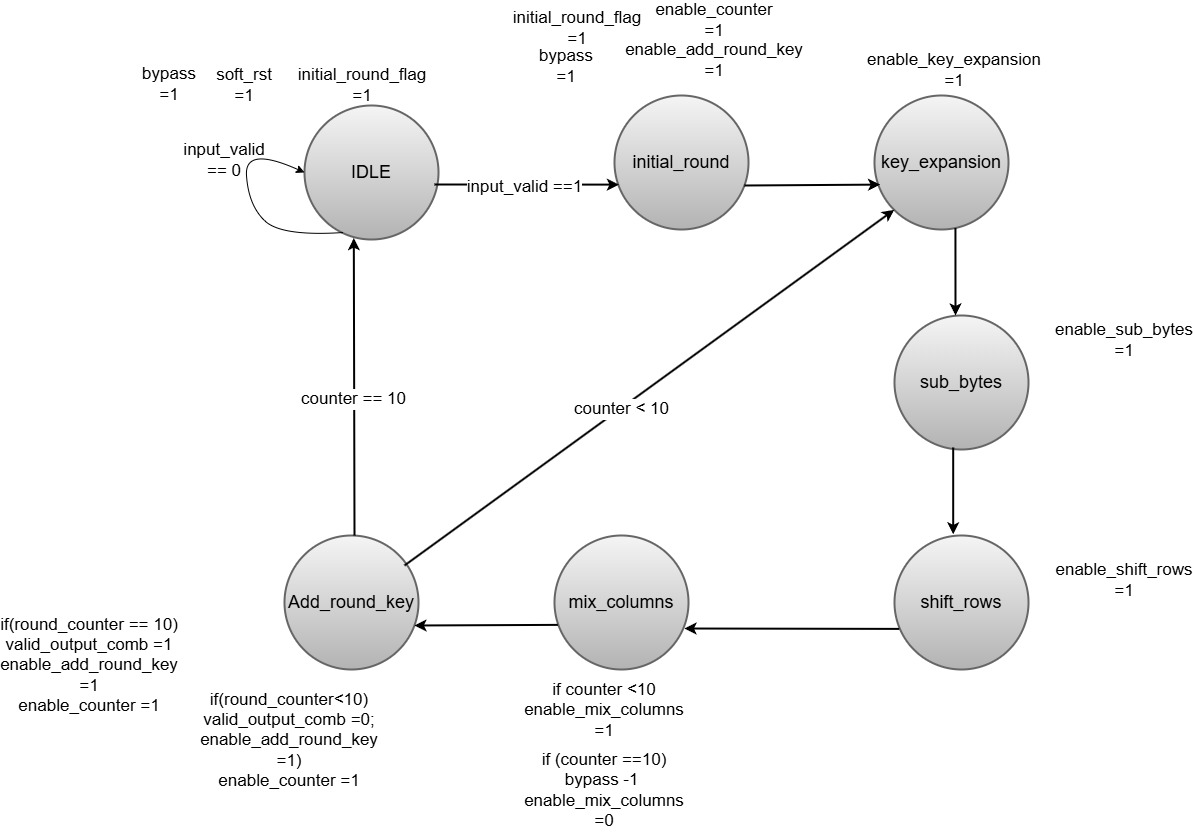 initial_round_flag
=1
bypass
=1
enable_counter
=1
enable_add_round_key
=1
bypass
=1
soft_rst
=1
initial_round_flag
=1
enable_key_expansion
=1
input_valid
== 0
IDLE
input_valid ==1
initial_round
key_expansion
enable_sub_bytes
=1
sub_bytes
counter == 10
counter < 10
enable_shift_rows
=1
shift_rows
mix_columns
Add_round_key
if(round_counter == 10)
valid_output_comb =1
enable_add_round_key
=1
enable_counter =1
if(round_counter<10)
valid_output_comb =0;
enable_add_round_key
=1)
enable_counter =1
if counter <10
enable_mix_columns
=1
if (counter ==10)
bypass -1
enable_mix_columns
=0